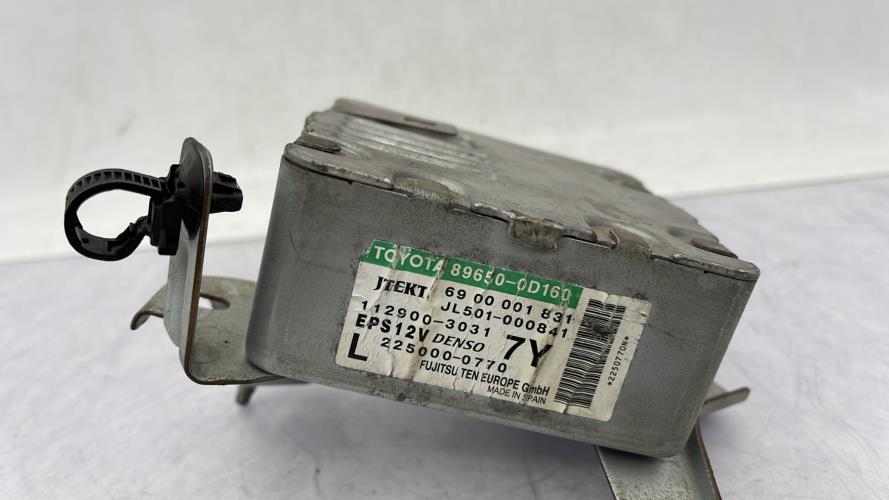 TOYOTA 89650-0D160
JTEKT 69 00 001 831
JL501-000841
112900-3031
EPS12V DENSO 7Y
L 225000-0770
FUJITSU TEN EUROPE GmbH
MADE IN SPAIN
*2250770N*